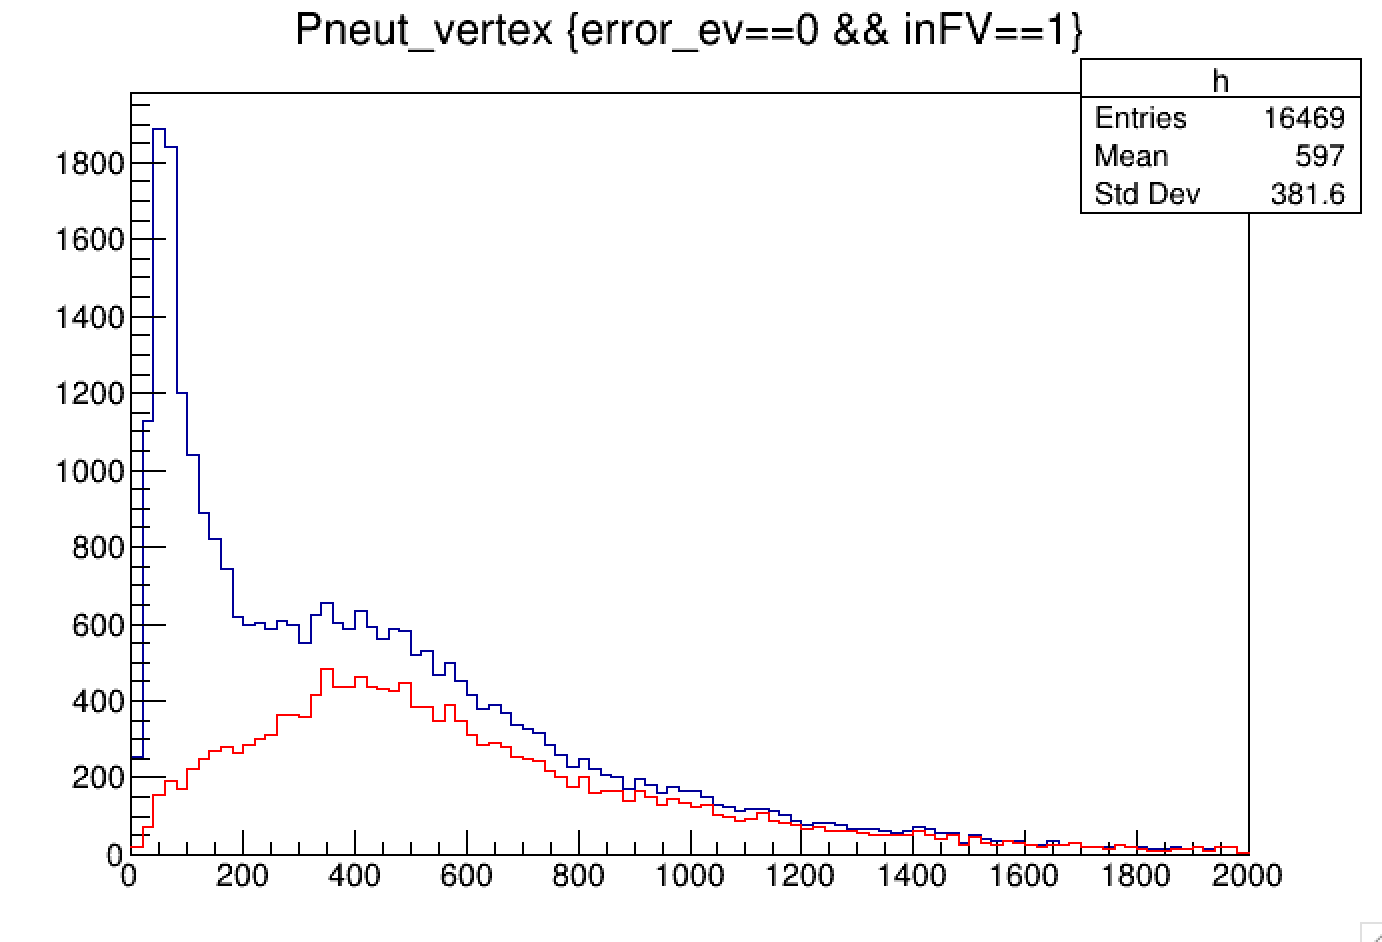 Pneut_vertex {error_ev==0 && inFV==1}
h
Entries 16469
Mean 597
Std Dev 381.6
1800
1600
1400
1200
1000
800
600
400
200
0
0 200 400 600 800 1000 1200 1400 1600 1800 2000